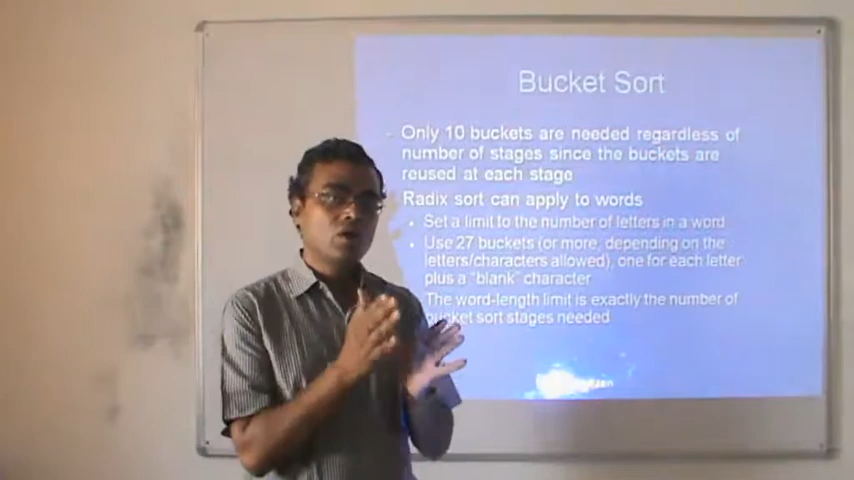 Bucket Sort
Only 10 buckets are needed regardless of
number of stages since the buckets are
reused at each stage
Radix sort can apply to words
Set a limit to the number of letters in a word
Use 27 buckets (or more, depending on the
letters/characters allowed), one for each letter
plus a "blank" character
The word-length limit is exactly the number of
bucket sort stages needed